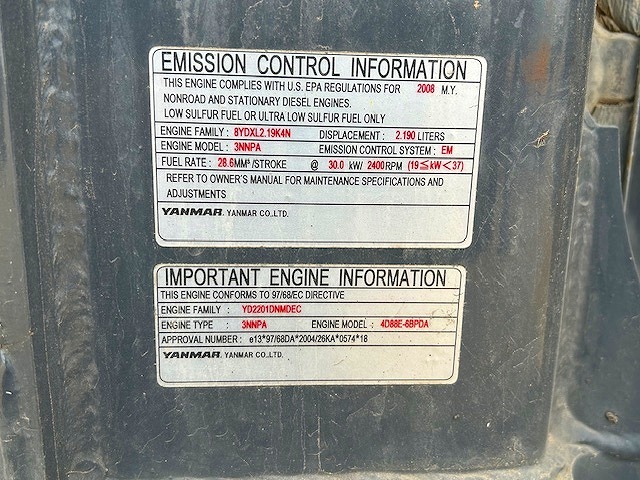 EMISSION CONTROL INFORMATION
THIS ENGINE COMPLIES WITH U.S. EPA REGULATIONS FOR 2008 M.Y.
NONROAD AND STATIONARY DIESEL ENGINES.
LOW SULFUR FUEL OR ULTRA LOW SULFUR FUEL ONLY
ENGINE FAMILY : 8YDXL2.19K4N DISPLACEMENT : 2.190 LITERS
ENGINE MODEL : 3NNPA EMISSION CONTROL SYSTEM : EM
FUEL RATE : 28.6MM³/STROKE @ 30.0 kW/ 2400RPM (19≦kW<37)
REFER TO OWNER'S MANUAL FOR MAINTENANCE SPECIFICATIONS AND
ADJUSTMENTS
YANMAR. YANMAR CO.,LTD.
IMPORTANT ENGINE INFORMATION
THIS ENGINE CONFORMS TO 97/68/EC DIRECTIVE
ENGINE FAMILY : YD2201DNMDEC
ENGINE TYPE : 3NNPA ENGINE MODEL : 4D88E-6BPDA
APPROVAL NUMBER : e13*97/68DA*2004/26KA*0574*18
YANMAR. YANMAR CO.,LTD.